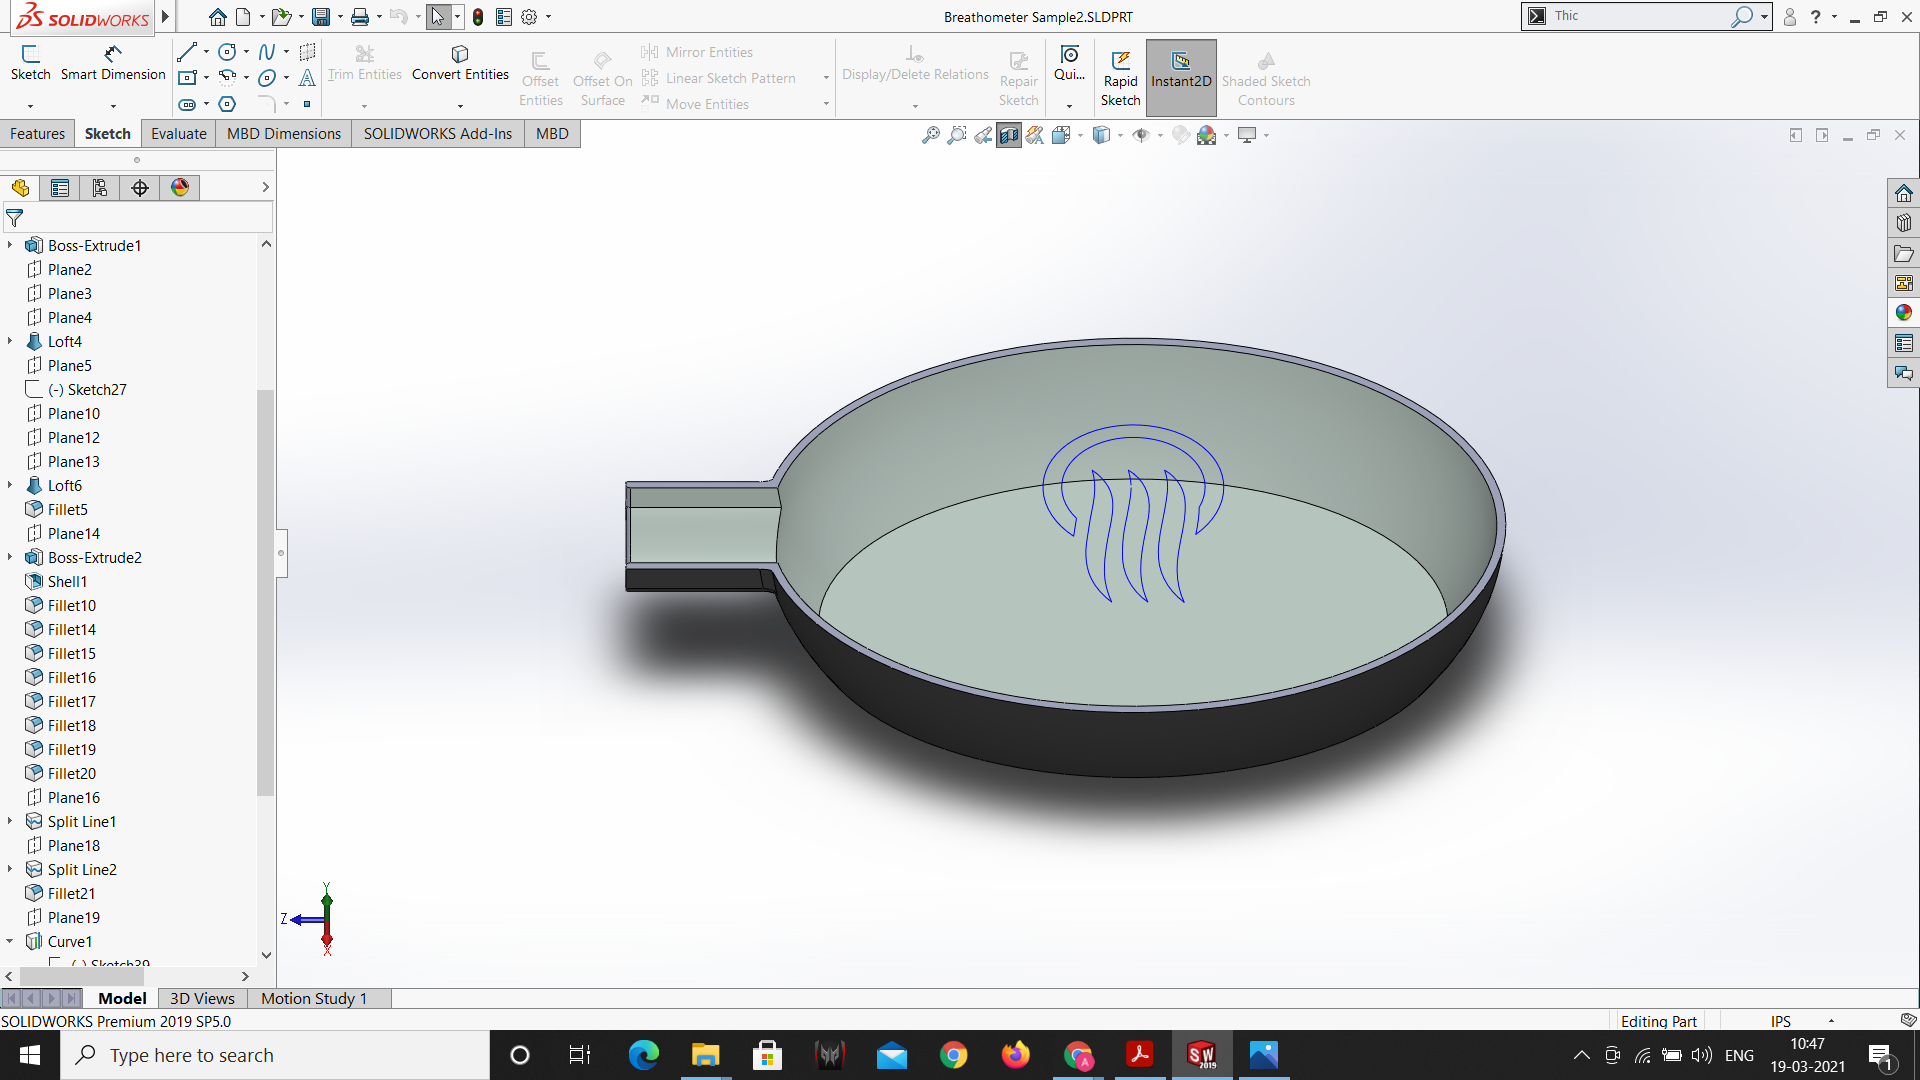 SOLIDWORKS
Breathometer Sample2.SLDPRT
Thic
Sketch
Smart Dimension
Trim Entities
Convert Entities
Offset Entities
Offset On Surface
Mirror Entities
Linear Sketch Pattern
Move Entities
Display/Delete Relations
Repair Sketch
Qui...
Rapid Sketch
Instant2D
Shaded Sketch Contours
Features
Sketch
Evaluate
MBD Dimensions
SOLIDWORKS Add-Ins
MBD
Boss-Extrude1
Plane2
Plane3
Plane4
Loft4
Plane5
(-) Sketch27
Plane10
Plane12
Plane13
Loft6
Fillet5
Plane14
Boss-Extrude2
Shell1
Fillet10
Fillet14
Fillet15
Fillet16
Fillet17
Fillet18
Fillet19
Fillet20
Plane16
Split Line1
Plane18
Split Line2
Fillet21
Plane19
Curve1
(-) Sketch39
Y
Z
X
Model
3D Views
Motion Study 1
SOLIDWORKS Premium 2019 SP5.0
Editing Part
IPS
Type here to search
A
SW
2019
ENG
10:47
19-03-2021
1